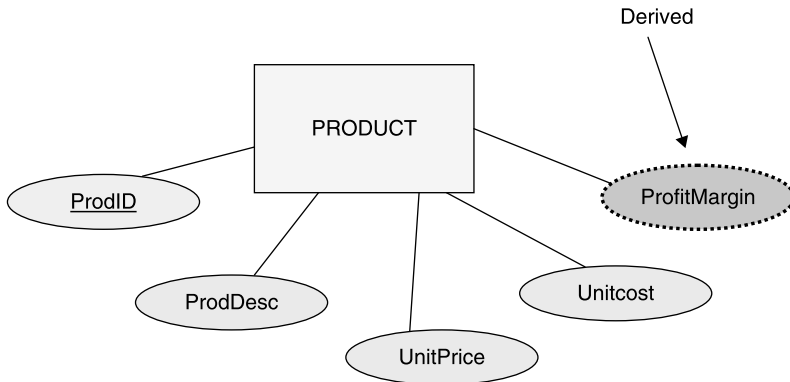 Derived
PRODUCT
ProdID
ProfitMargin
ProdDesc
Unitcost
UnitPrice